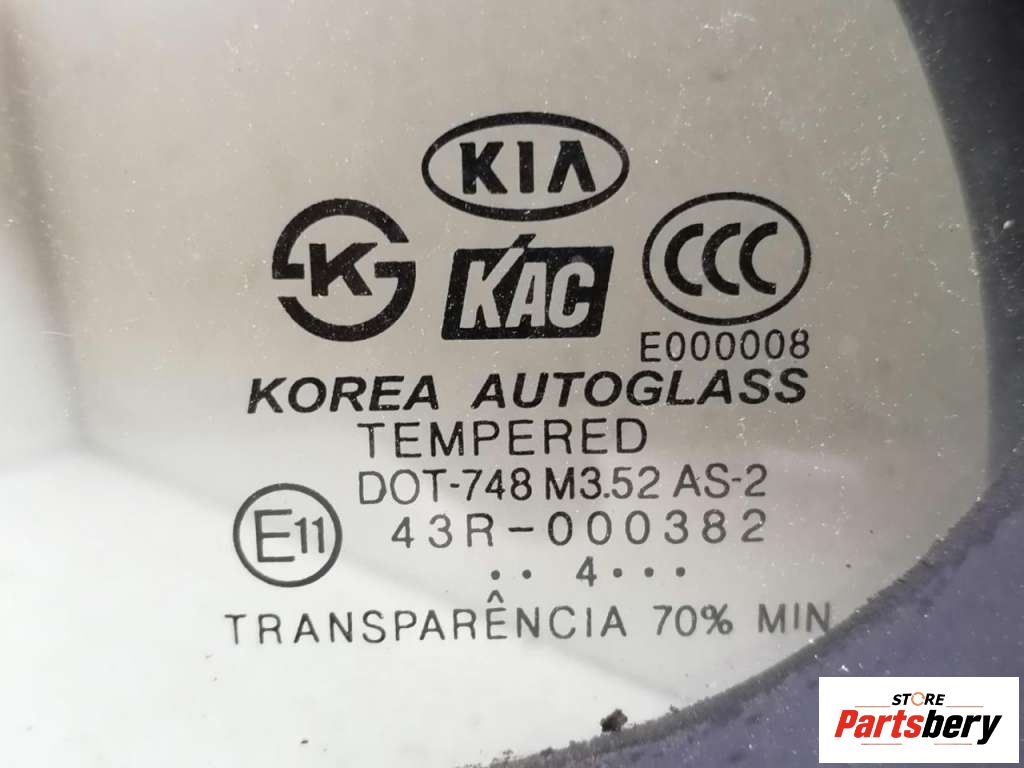 KIA
K
KAC
CCC
E000008
KOREA AUTOGLASS
TEMPERED
DOT-748 M3.52 AS-2
E11
43R-000382
·· 4···
TRANSPARÊNCIA 70% MIN
STORE
Partsbery